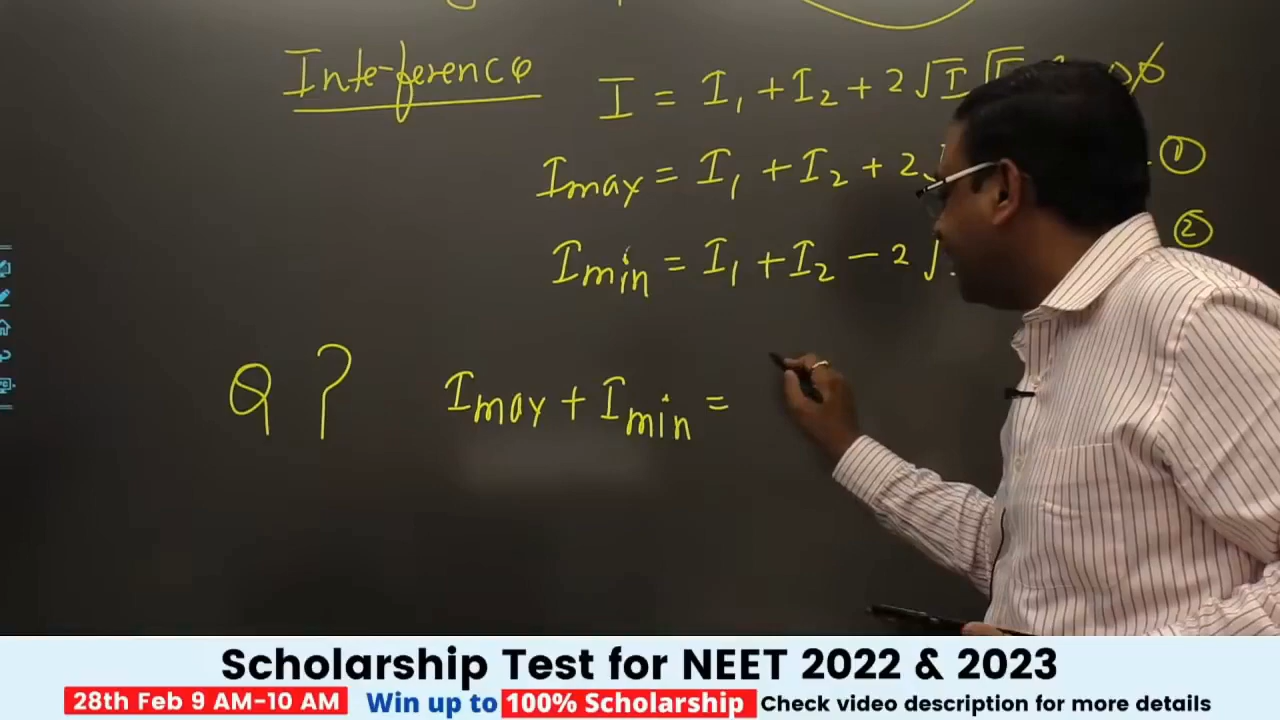 Inteference I = I₁ + I₂ + 2√I √
Imax = I₁ + I₂ + 2 ①
Imin = I₁ + I₂ − 2√ ②
Q ? Imax + Imin =
Scholarship Test for NEET 2022 & 2023
28th Feb 9 AM-10 AM Win up to 100% Scholarship Check video description for more details